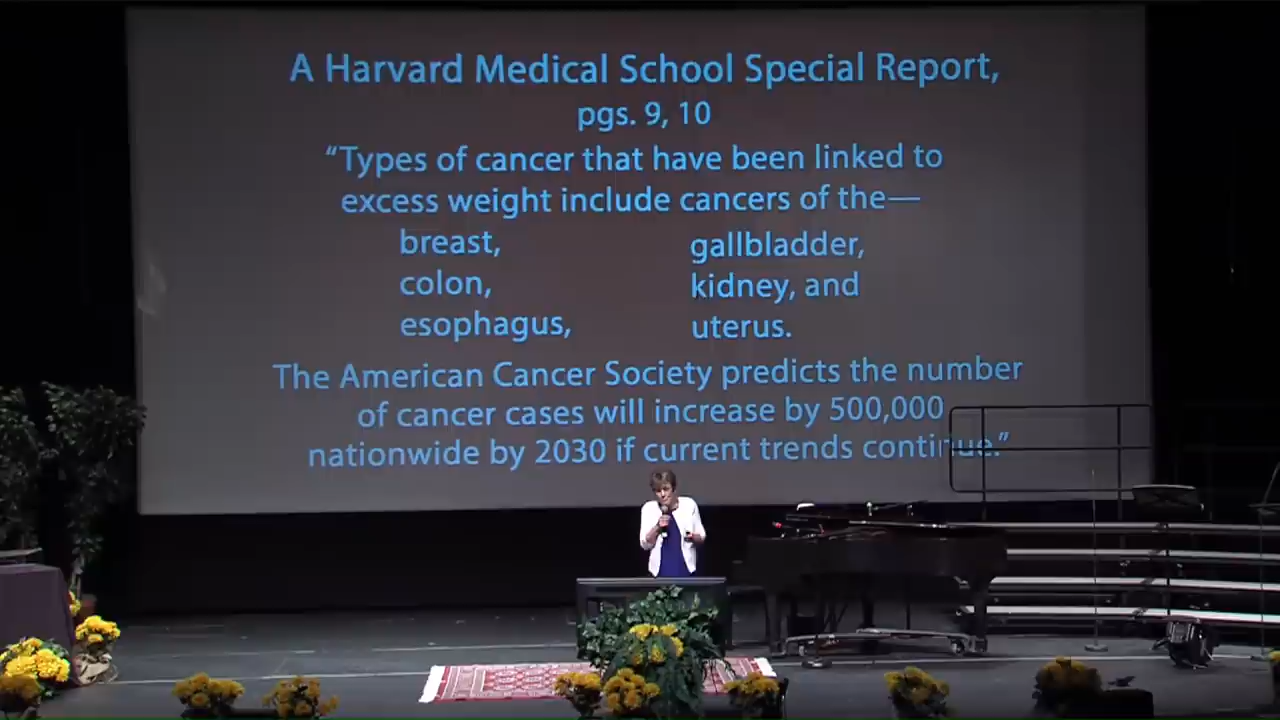 A Harvard Medical School Special Report,
pgs. 9, 10
“Types of cancer that have been linked to
excess weight include cancers of the—
breast, gallbladder,
colon, kidney, and
esophagus, uterus.
The American Cancer Society predicts the number
of cancer cases will increase by 500,000
nationwide by 2030 if current trends continue.”